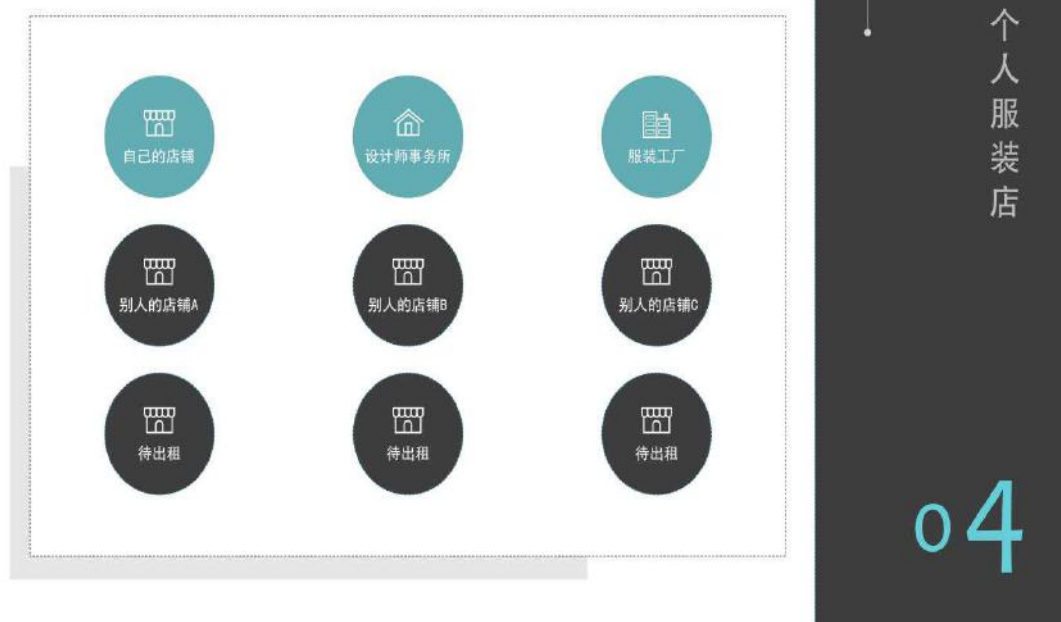 自己的店铺
设计师事务所
服装工厂
别人的店铺A
别人的店铺B
别人的店铺C
待出租
待出租
待出租
个人服装店
04